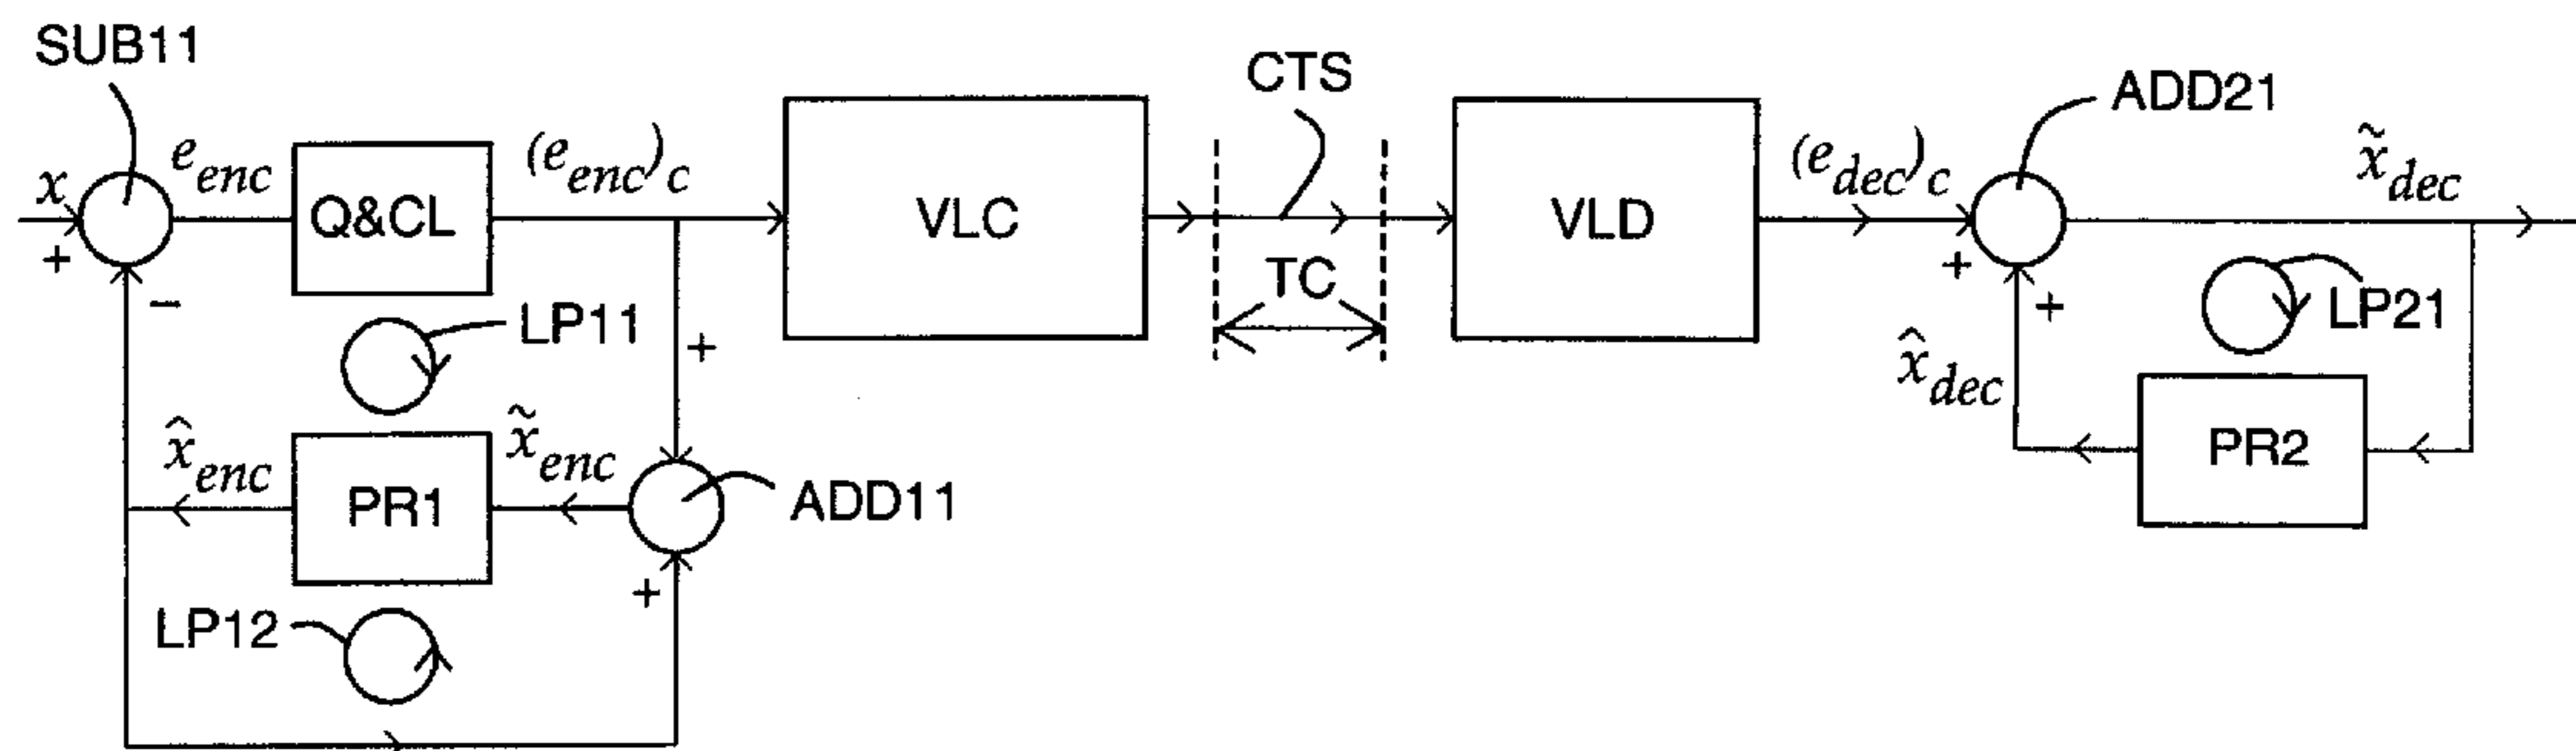 SUB11
CTS
ADD21
x
+
e_enc
Q&CL
(e_enc)_c
VLC
VLD
(e_dec)_c
x̃_dec
−
TC
+
+
LP11
+
LP21
x̂_dec
PR2
x̂_enc
PR1
x̃_enc
ADD11
+
LP12